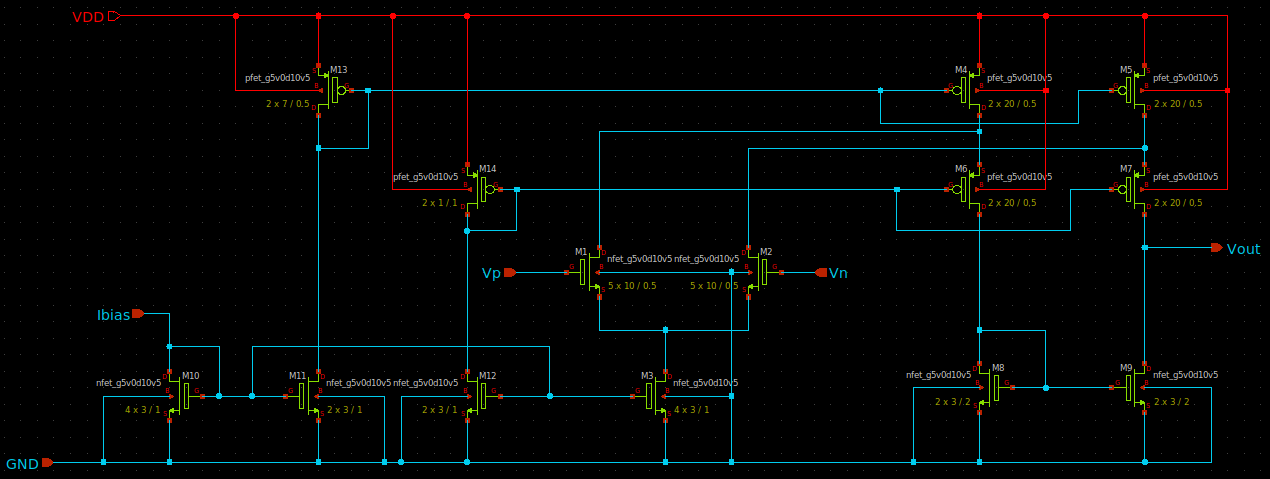 VDD
M13
pfet_g5v0d10v5
2 x 7 / 0.5
M4
pfet_g5v0d10v5
2 x 20 / 0.5
M5
pfet_g5v0d10v5
2 x 20 / 0.5
M14
pfet_g5v0d10v5
2 x 1 / 1
M6
pfet_g5v0d10v5
2 x 20 / 0.5
M7
pfet_g5v0d10v5
2 x 20 / 0.5
Vout
M1
nfet_g5v0d10v5
5 x 10 / 0.5
M2
nfet_g5v0d10v5
5 x 10 / 0.5
Vp
Vn
Ibias
M10
nfet_g5v0d10v5
4 x 3 / 1
M11
nfet_g5v0d10v5
2 x 3 / 1
M12
nfet_g5v0d10v5
2 x 3 / 1
M3
nfet_g5v0d10v5
4 x 3 / 1
M8
nfet_g5v0d10v5
2 x 3 / 2
M9
nfet_g5v0d10v5
2 x 3 / 2
GND